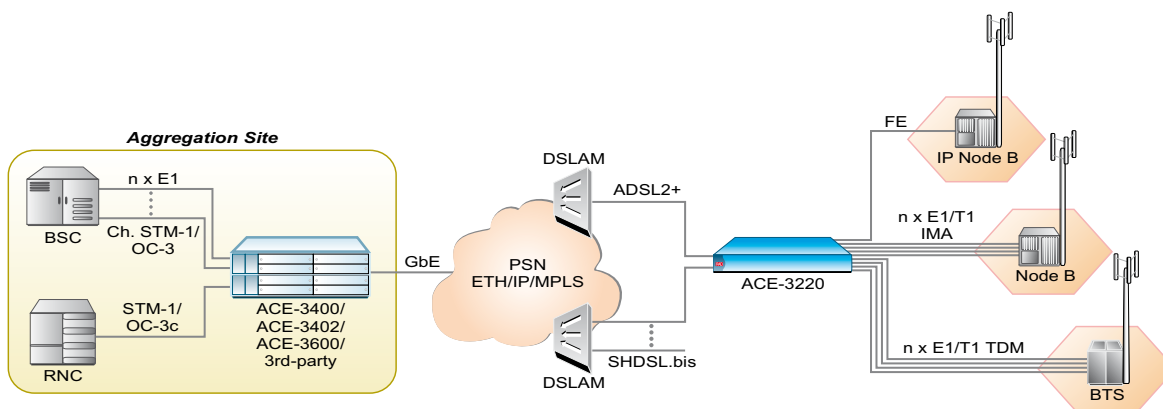 Aggregation Site
n x E1
BSC
Ch. STM-1/
OC-3
STM-1/
OC-3c
RNC
ACE-3400/
ACE-3402/
ACE-3600/
3rd-party
GbE
PSN
ETH/IP/MPLS
DSLAM
ADSL2+
DSLAM
SHDSL.bis
ACE-3220
FE
IP Node B
n x E1/T1
IMA
Node B
n x E1/T1 TDM
BTS